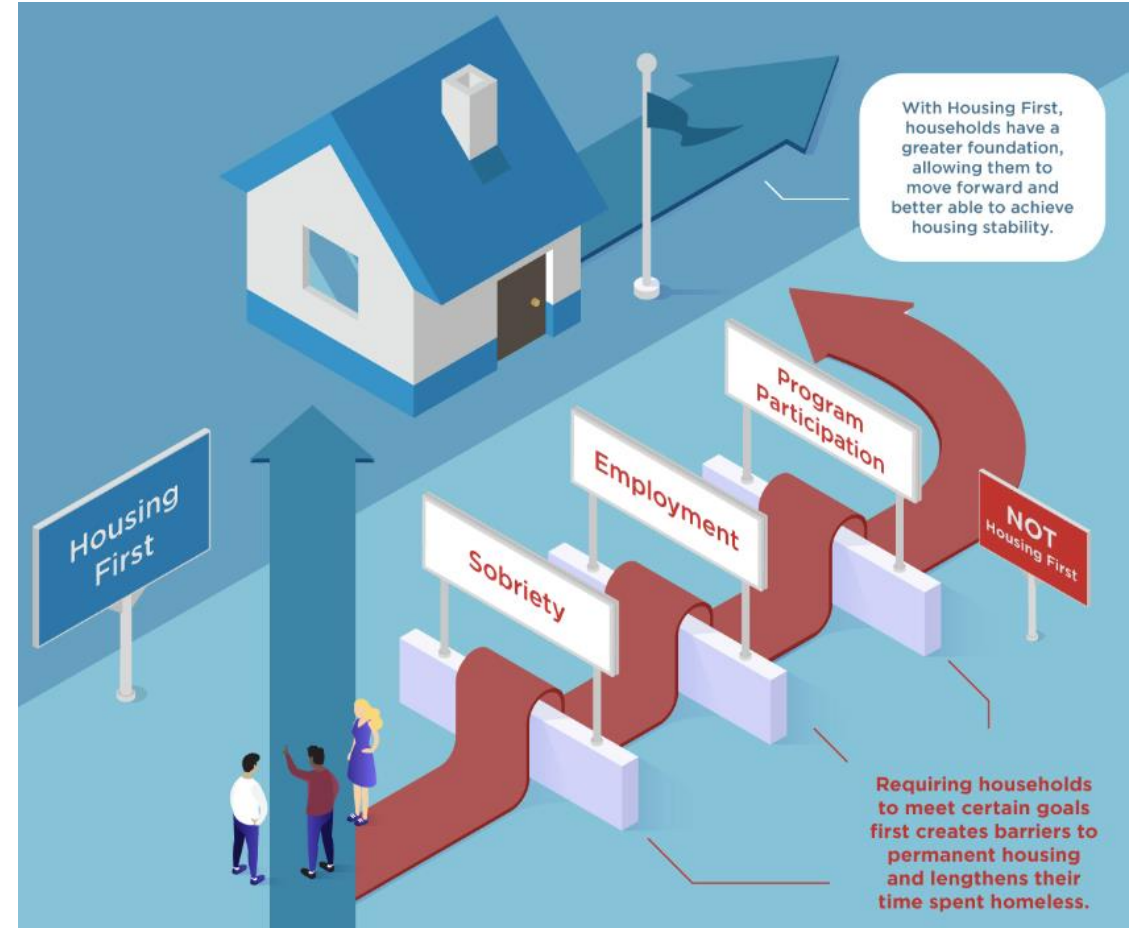 With Housing First,
households have a
greater foundation,
allowing them to
move forward and
better able to achieve
housing stability.
Housing
First
Sobriety
Employment
Program
Participation
NOT
Housing First
Requiring households
to meet certain goals
first creates barriers to
permanent housing
and lengthens their
time spent homeless.